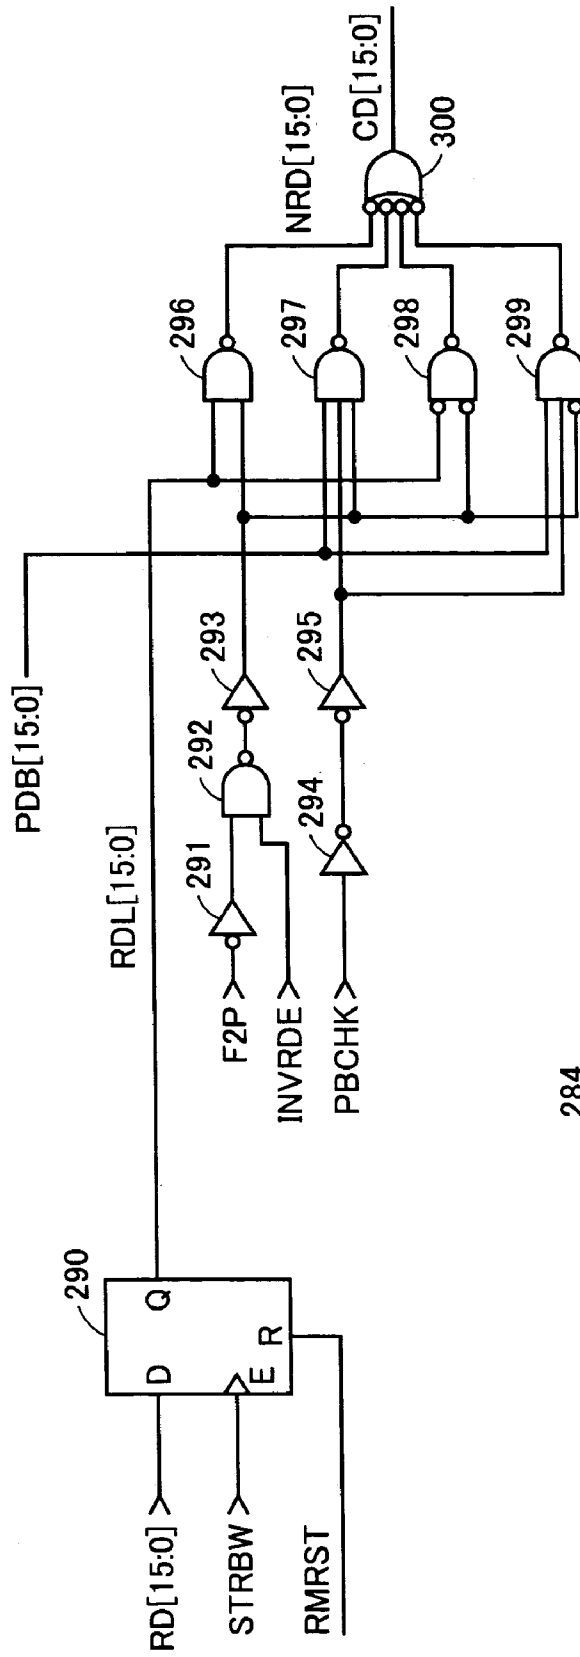 RD[15:0]
STRBW
RMRST
290
D
Q
E
R
RDL[15:0]
PDB[15:0]
F2P
INVRDE
PBCHK
291
292
293
294
295
296
297
298
299
NRD[15:0]
CD[15:0]
300
284